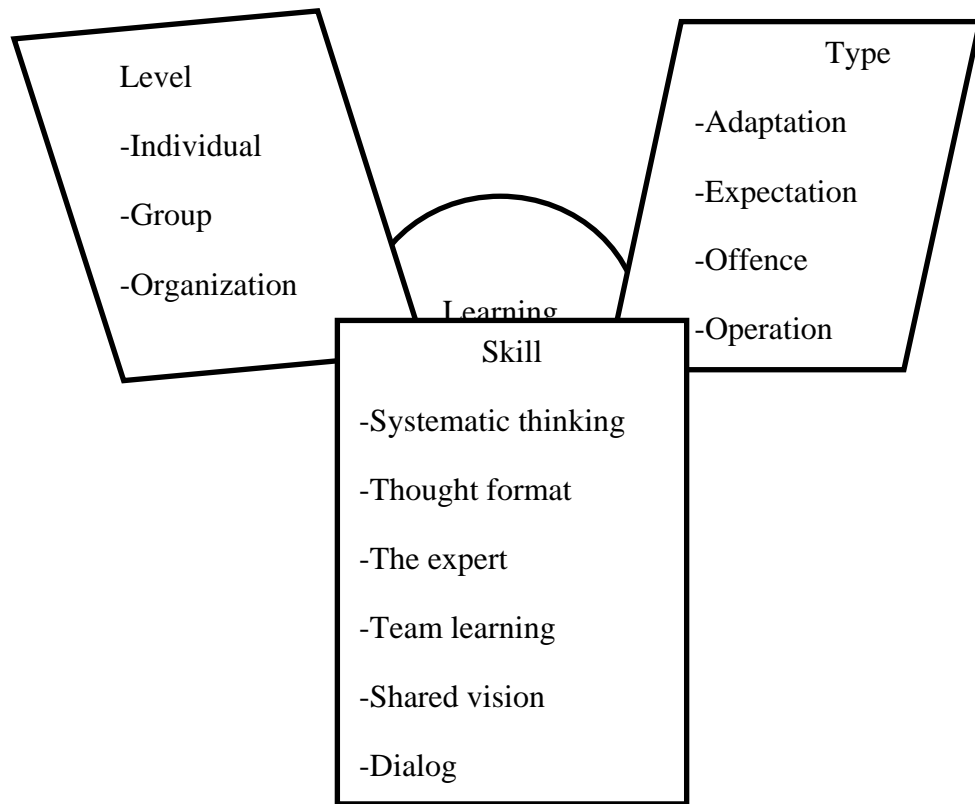 Level
-Individual
-Group
-Organization
Type
-Adaptation
-Expectation
-Offence
-Operation
Learning
Skill
-Systematic thinking
-Thought format
-The expert
-Team learning
-Shared vision
-Dialog